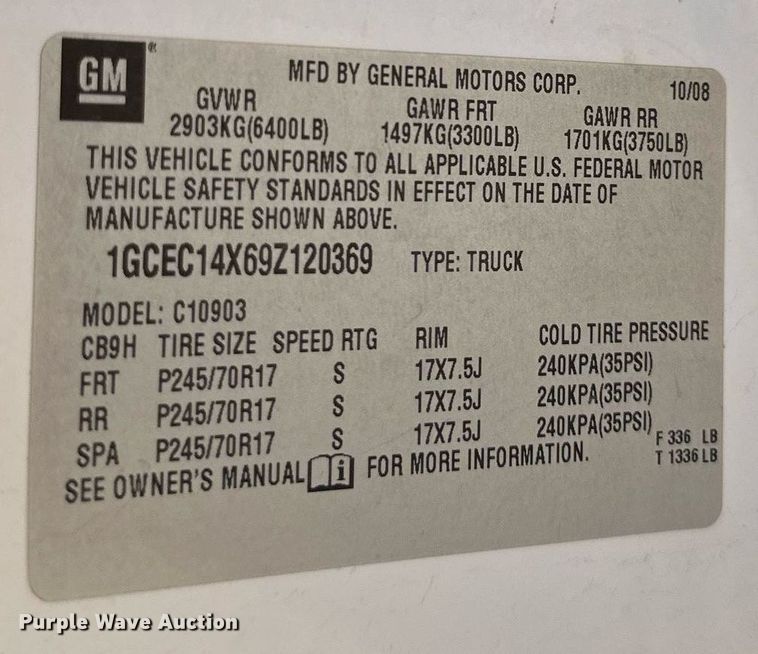 GM®
MFD BY GENERAL MOTORS CORP. 10/08
GVWR GAWR FRT GAWR RR
2903KG(6400LB) 1497KG(3300LB) 1701KG(3750LB)
THIS VEHICLE CONFORMS TO ALL APPLICABLE U.S. FEDERAL MOTOR
VEHICLE SAFETY STANDARDS IN EFFECT ON THE DATE OF
MANUFACTURE SHOWN ABOVE.
1GCEC14X69Z120369 TYPE: TRUCK
MODEL: C10903
CB9H TIRE SIZE SPEED RTG RIM COLD TIRE PRESSURE
FRT P245/70R17 S 17X7.5J 240KPA(35PSI)
RR P245/70R17 S 17X7.5J 240KPA(35PSI)
SPA P245/70R17 S 17X7.5J 240KPA(35PSI)
F 336 LB
T 1336 LB
SEE OWNER'S MANUAL i FOR MORE INFORMATION.
Purple Wave Auction